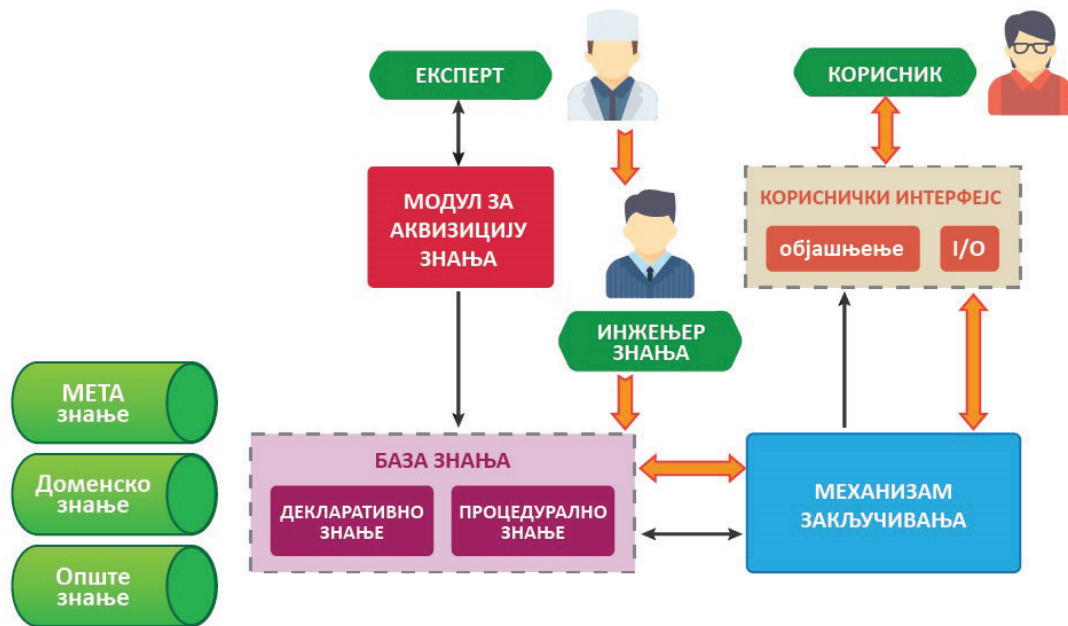 ЕКСПЕРТ
КОРИСНИК
МОДУЛ ЗА
АКВИЗИЦИЈУ
ЗНАЊА
КОРИСНИЧКИ ИНТЕРФЕЈС
објашњење
I/O
ИНЖЕЊЕР
ЗНАЊА
МЕТА
знање
Доменско
знање
Опште
знање
БАЗА ЗНАЊА
ДЕКЛАРАТИВНО
ЗНАЊЕ
ПРОЦЕДУРАЛНО
ЗНАЊЕ
МЕХАНИЗАМ
ЗАКЉУЧИВАЊА